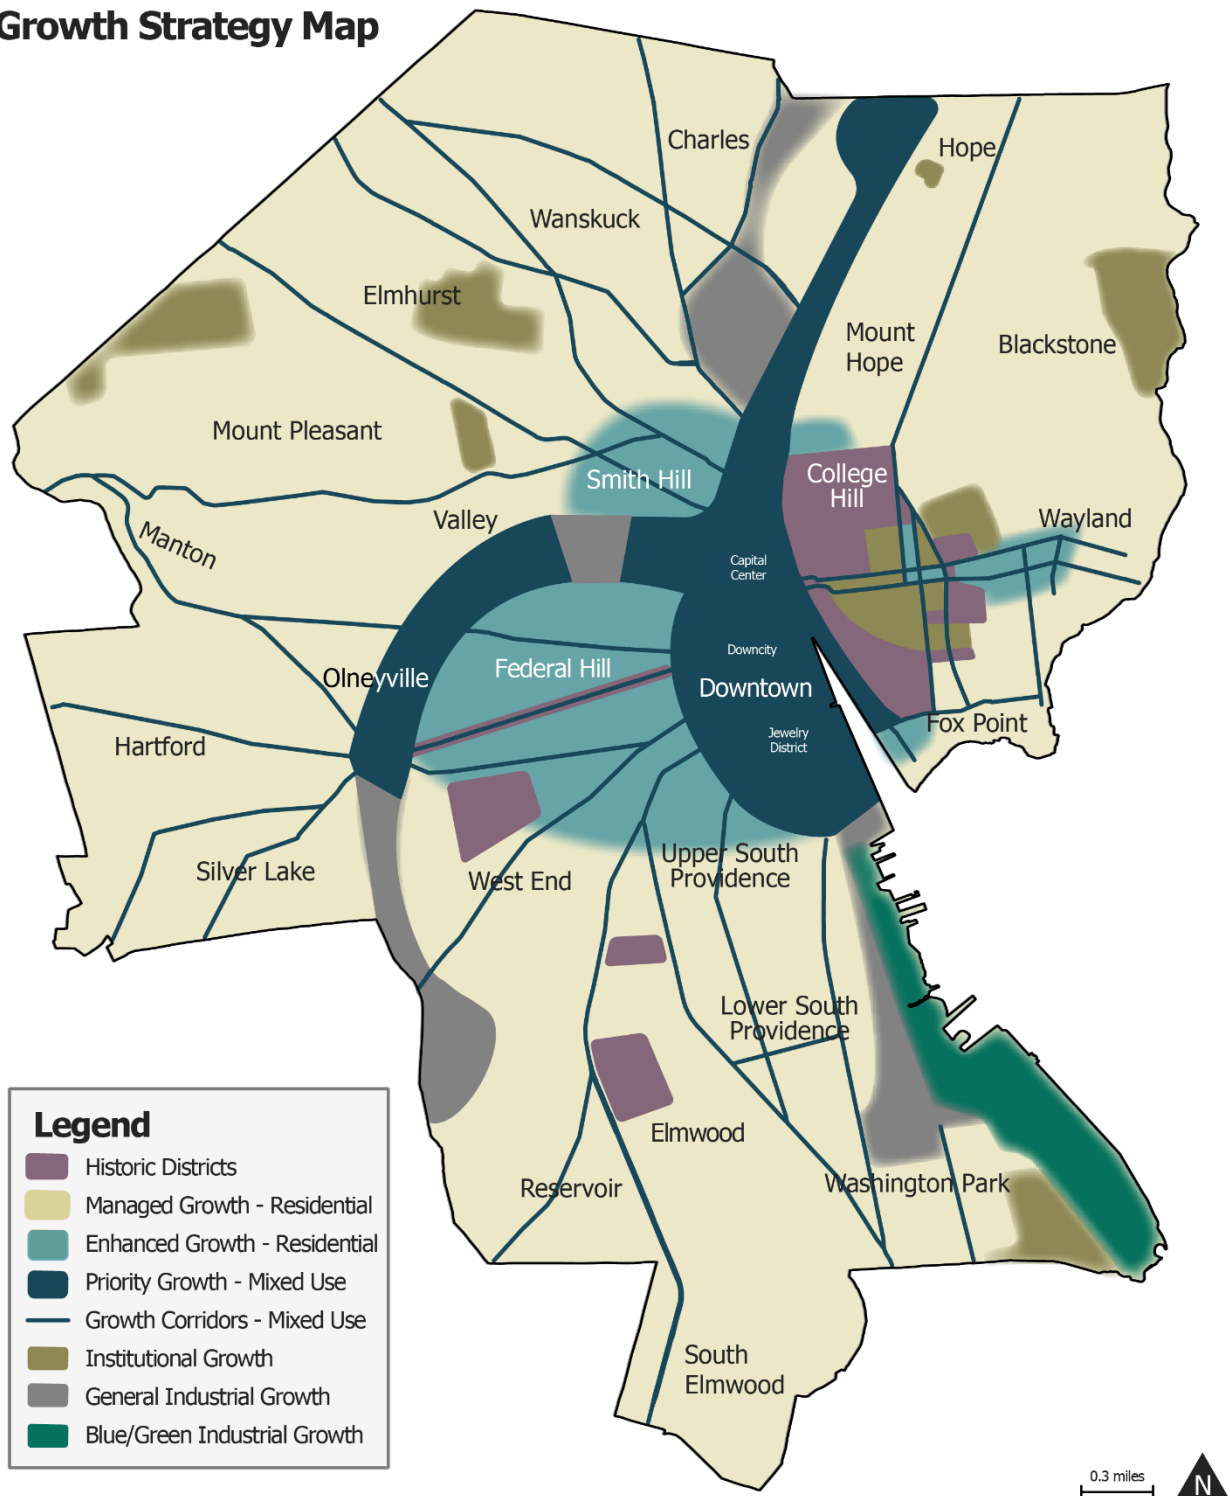 Growth Strategy Map
Charles
Hope
Wanskuck
Elmhurst
Mount
Hope
Blackstone
Mount Pleasant
Smith Hill
College
Hill
Valley
Wayland
Manton
Capital
Center
Downcity
Federal Hill
Olneyville
Downtown
Fox Point
Jewelry
District
Hartford
Silver Lake
West End
Upper South
Providence
Lower South
Providence
Elmwood
Reservoir
Washington Park
South
Elmwood
Legend
Historic Districts
Managed Growth - Residential
Enhanced Growth - Residential
Priority Growth - Mixed Use
Growth Corridors - Mixed Use
Institutional Growth
General Industrial Growth
Blue/Green Industrial Growth
0.3 miles
N